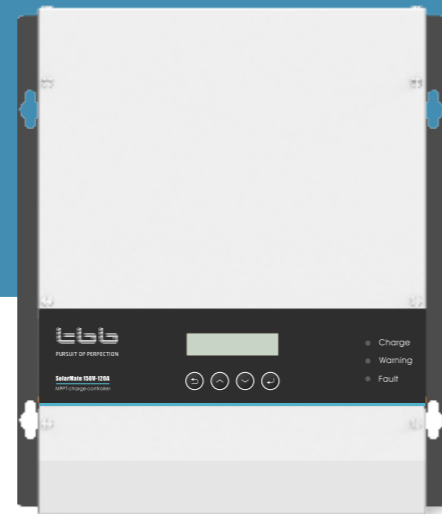 tbb
PURSUIT OF PERFECTION
SolarMate 150V-120A
MPPT charge controller
Charge
Warning
Fault